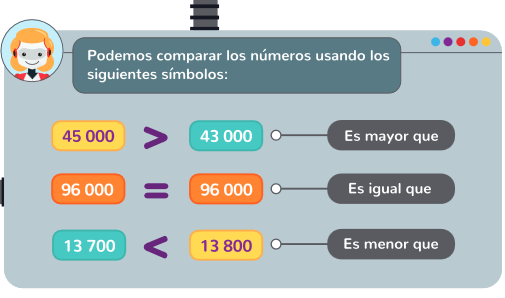 Podemos comparar los números usando los
siguientes símbolos:
45 000 > 43 000 Es mayor que
96 000 = 96 000 Es igual que
13 700 < 13 800 Es menor que